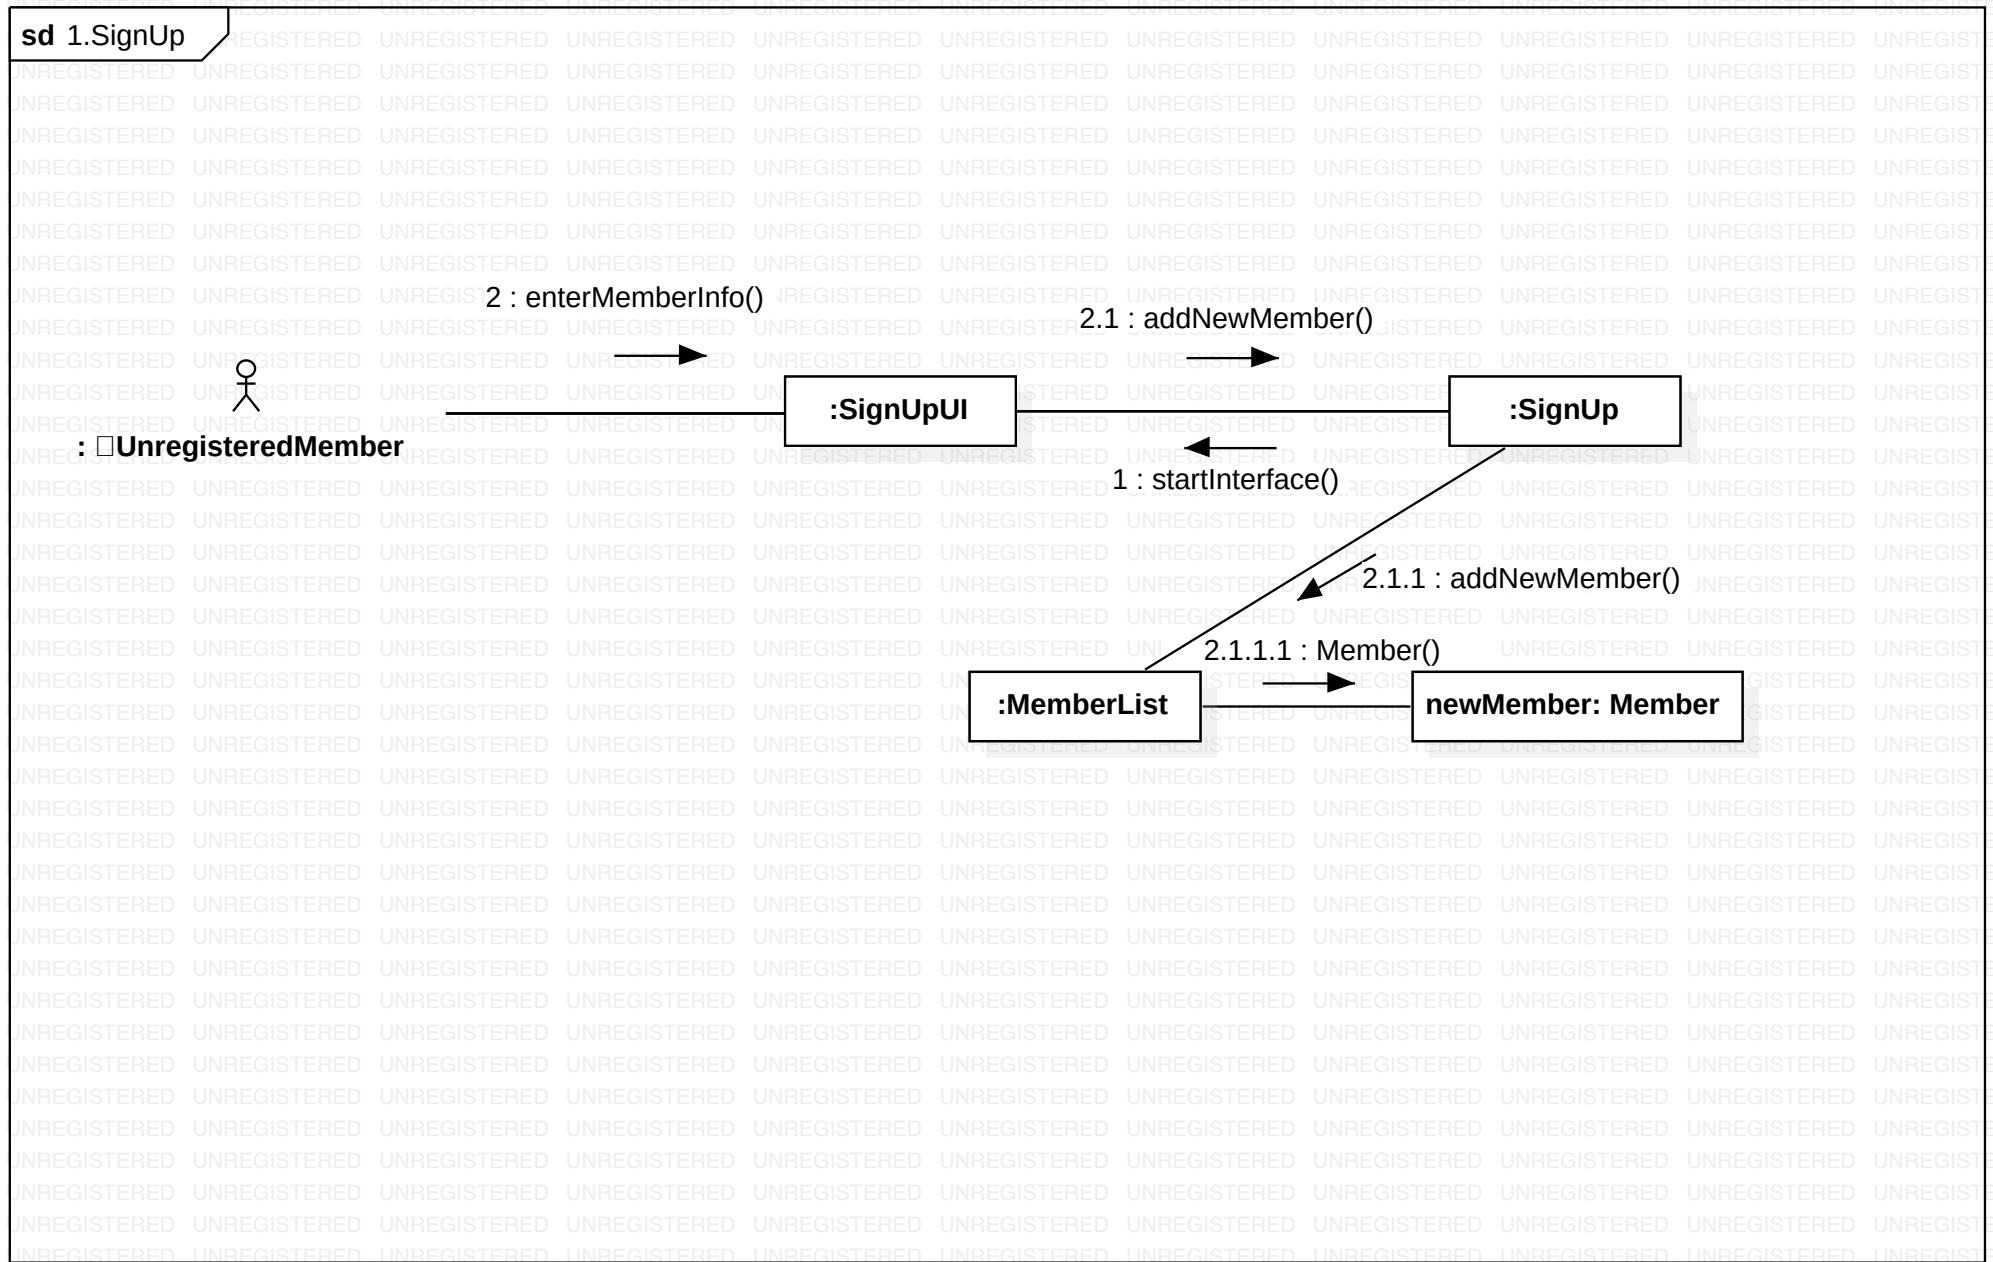 sd 1.SignUp
2 : enterMemberInfo()
2.1 : addNewMember()
:SignUpUI
:SignUp
: □UnregisteredMember
1 : startInterface()
2.1.1 : addNewMember()
2.1.1.1 : Member()
:MemberList
newMember: Member
UNREGISTERED